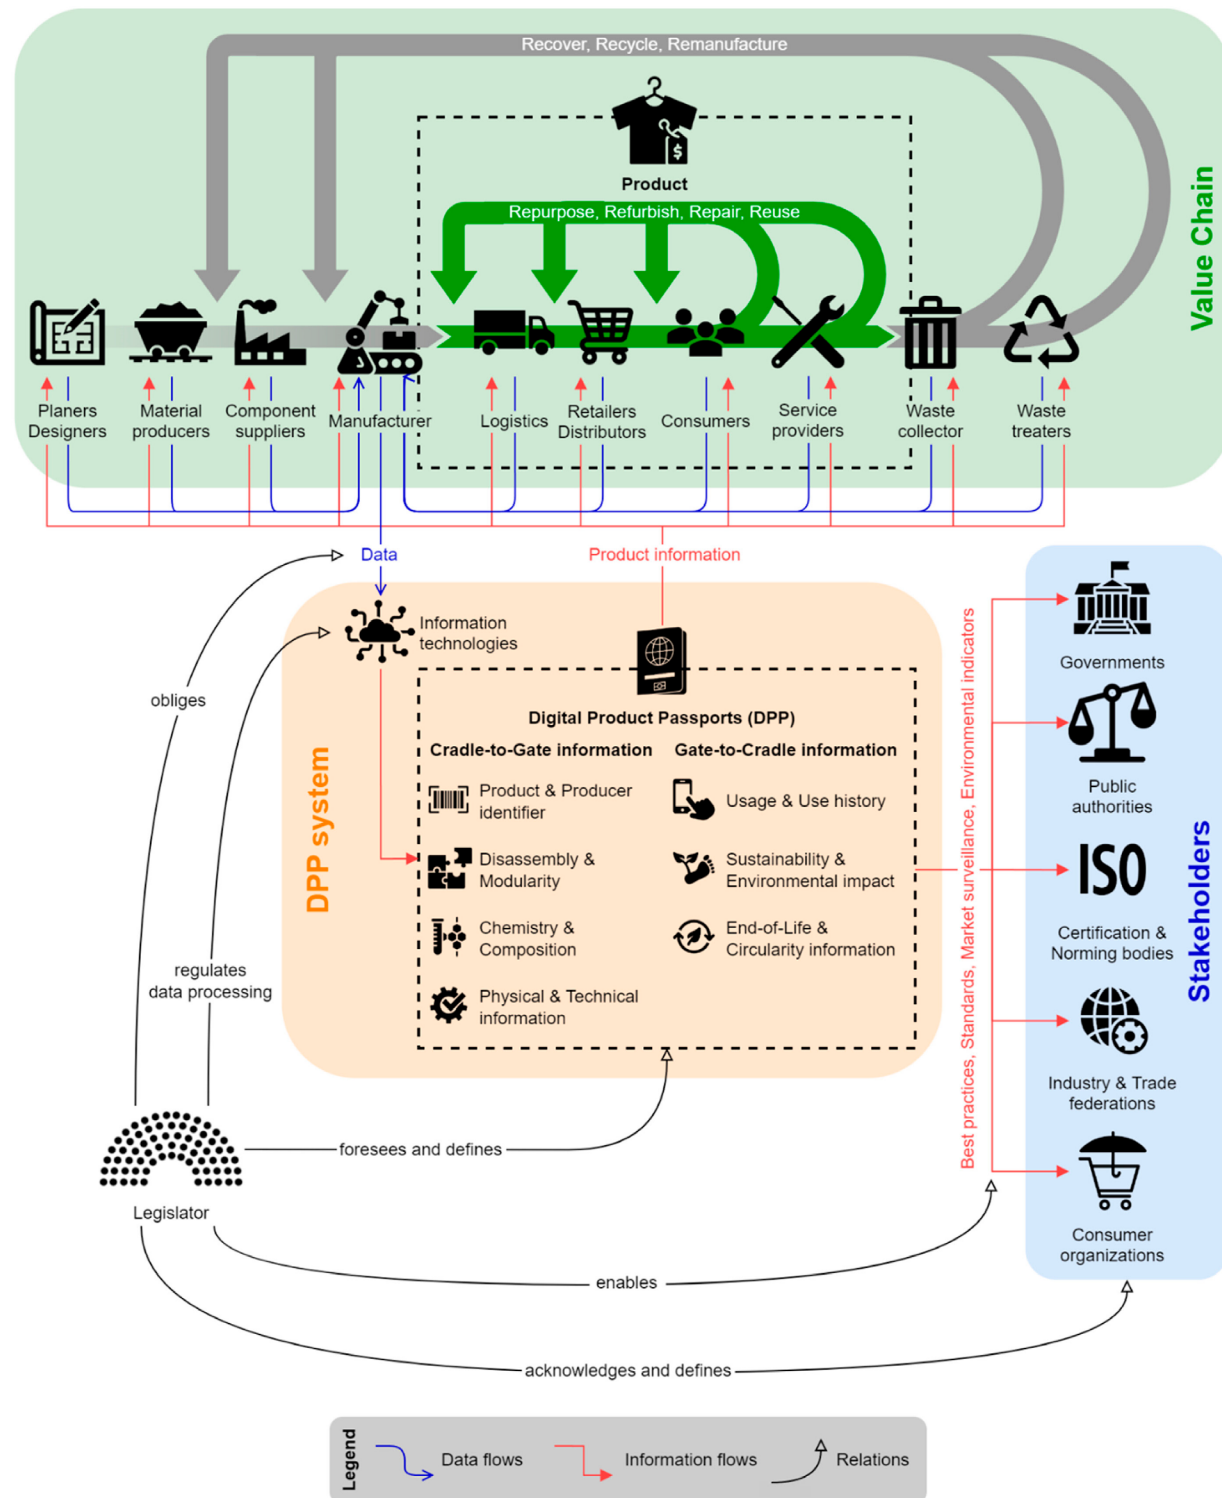 Recover, Recycle, Remanufacture
$
Product
Repurpose, Refurbish, Repair, Reuse
Value Chain
Planers
Designers
Material
producers
Component
suppliers
Manufacturer
Logistics
Retailers
Distributors
Consumers
Service
providers
Waste
collector
Waste
treaters
Data
Product information
Information
technologies
DPP system
Digital Product Passports (DPP)
Cradle-to-Gate information
Product & Producer
identifier
Disassembly &
Modularity
Chemistry &
Composition
Physical & Technical
information
Gate-to-Cradle information
Usage & Use history
Sustainability &
Environmental impact
End-of-Life &
Circularity information
Best practices, Standards, Market surveillance, Environmental indicators
Governments
Public
authorities
ISO
Certification &
Norming bodies
Industry & Trade
federations
Consumer
organizations
Stakeholders
obliges
regulates
data processing
foresees and defines
Legislator
enables
acknowledges and defines
Legend
Data flows
Information flows
Relations